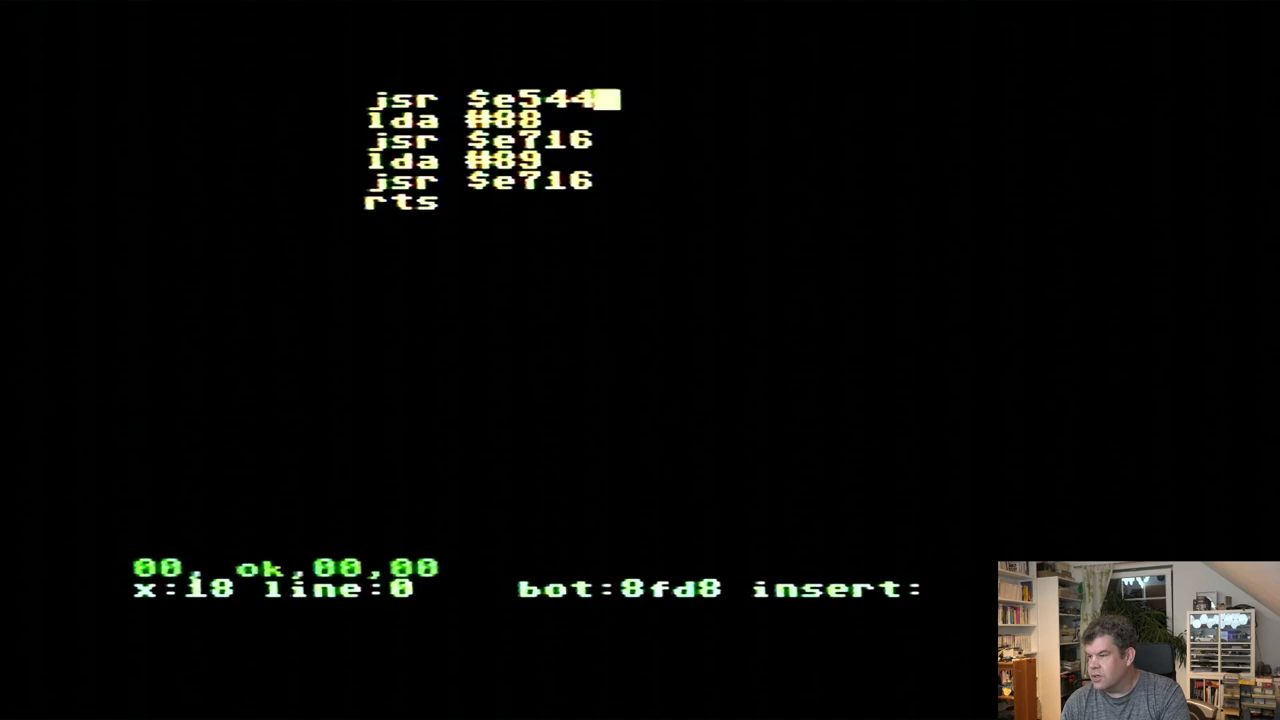 jsr $e544
lda #88
jsr $e716
lda #89
jsr $e716
rts
00, ok,00,00
x:18 line:0 bot:8fd8 insert: